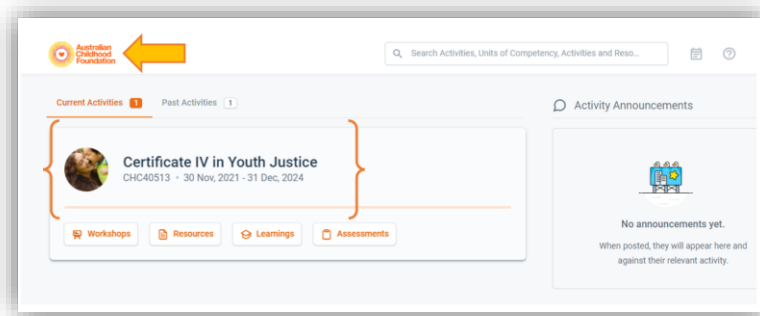 Australian
Childhood
Foundation
Search Activities, Units of Competency, Activities and Reso...
Current Activities 1 Past Activities 1
Activity Announcements
Certificate IV in Youth Justice
CHC40513 • 30 Nov, 2021 - 31 Dec, 2024
Workshops Resources Learnings Assessments
No announcements yet.
When posted, they will appear here and
against their relevant activity.